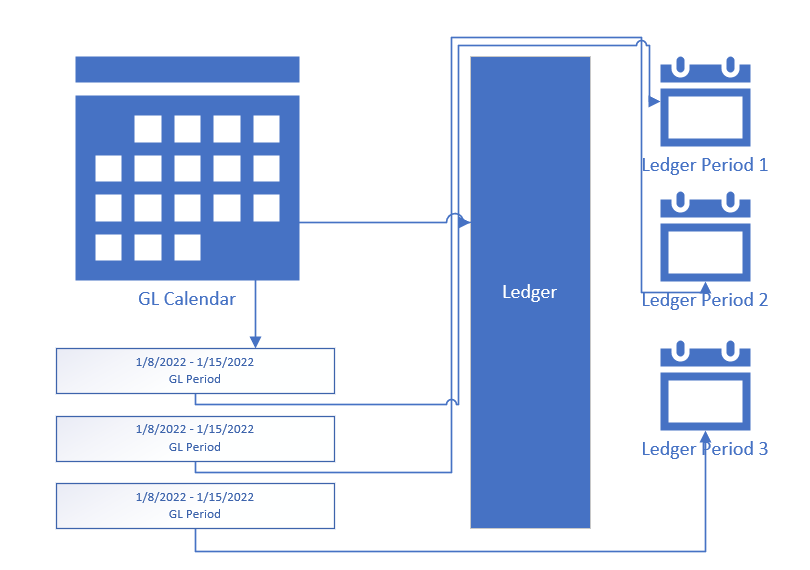 Ledger Period 1
Ledger
GL Calendar
Ledger Period 2
1/8/2022 - 1/15/2022
GL Period
1/8/2022 - 1/15/2022
GL Period
Ledger Period 3
1/8/2022 - 1/15/2022
GL Period